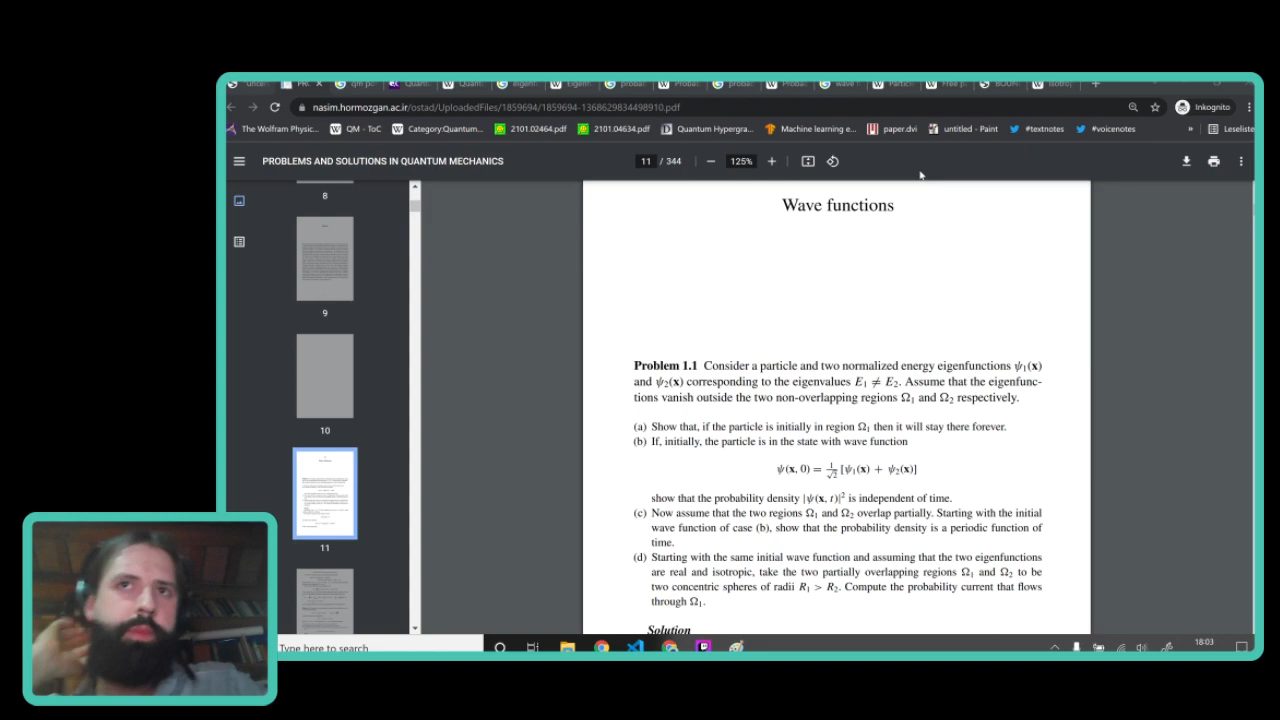 Quant
W Quant
W Eigen
W Proba
W Proba
wave
W Particl
W Free p
nasim.hormozgan.ac.ir/ostad/UploadedFiles/1859694/1859694-1368629834498910.pdf
Inkognito
The Wolfram Physic...
W QM - ToC
W Category:Quantum...
2101.02464.pdf
2101.04634.pdf
Quantum Hypergra...
Machine learning e...
paper.dvi
untitled - Paint
#textnotes
#voicenotes
»
Leseliste
PROBLEMS AND SOLUTIONS IN QUANTUM MECHANICS
11 / 344
125%
8
9
10
11
Wave functions
Problem 1.1 Consider a particle and two normalized energy eigenfunctions ψ₁(x)
and ψ₂(x) corresponding to the eigenvalues E₁ ≠ E₂. Assume that the eigenfunc-
tions vanish outside the two non-overlapping regions Ω₁ and Ω₂ respectively.
(a) Show that, if the particle is initially in region Ω₁ then it will stay there forever.
(b) If, initially, the particle is in the state with wave function
ψ(x, 0) = 1/√2 [ψ₁(x) + ψ₂(x)]
show that the probability density |ψ(x, t)|² is independent of time.
(c) Now assume that the two regions Ω₁ and Ω₂ overlap partially. Starting with the initial
wave function of case (b), show that the probability density is a periodic function of
time.
(d) Starting with the same initial wave function and assuming that the two eigenfunctions
are real and isotropic, take the two partially overlapping regions Ω₁ and Ω₂ to be
two concentric spheres of radii R₁ > R₂. Compute the probability current that flows
through Ω₁.
Solution
Type here to search
18:03